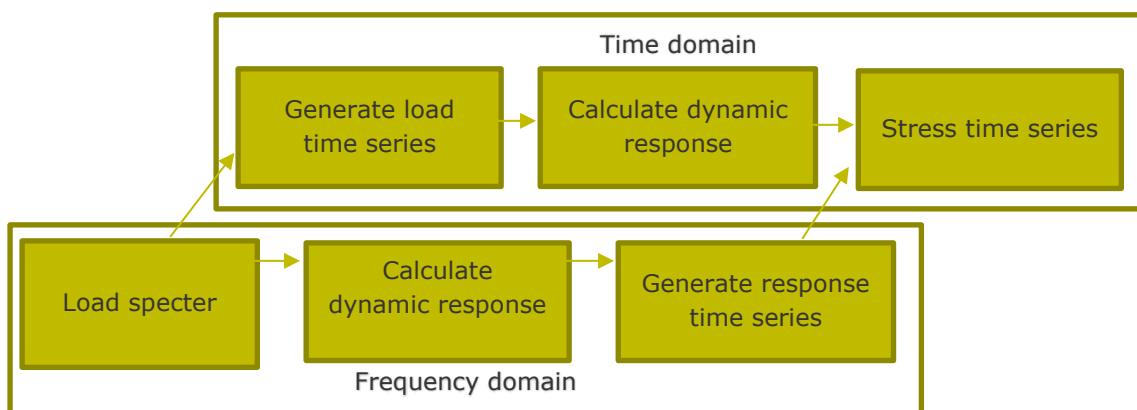 Time domain
Generate load
time series
Calculate dynamic
response
Stress time series
Load specter
Calculate
dynamic response
Generate response
time series
Frequency domain